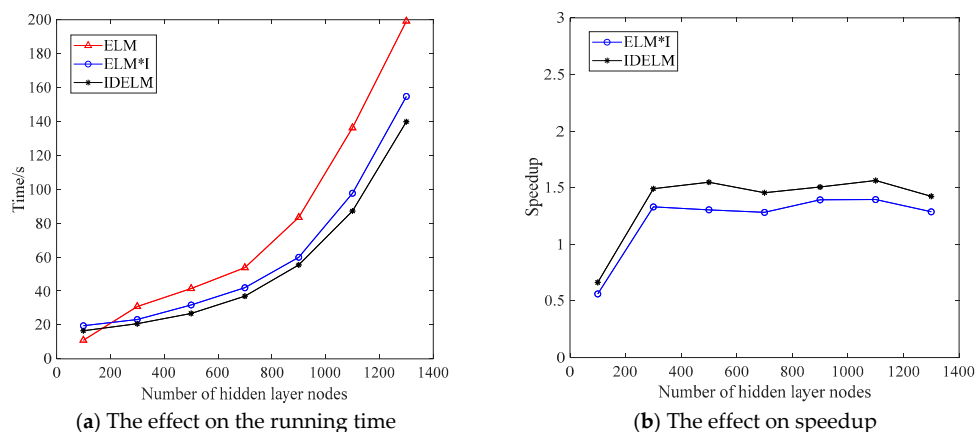 200
180
160
140
120
100
80
60
40
20
0
Time/s
ELM
ELM*I
IDELM
0 200 400 600 800 1000 1200 1400
Number of hidden layer nodes
(a) The effect on the running time
3
2.5
2
1.5
1
0.5
0
Speedup
ELM*I
IDELM
0 200 400 600 800 1000 1200 1400
Number of hidden layer nodes
(b) The effect on speedup